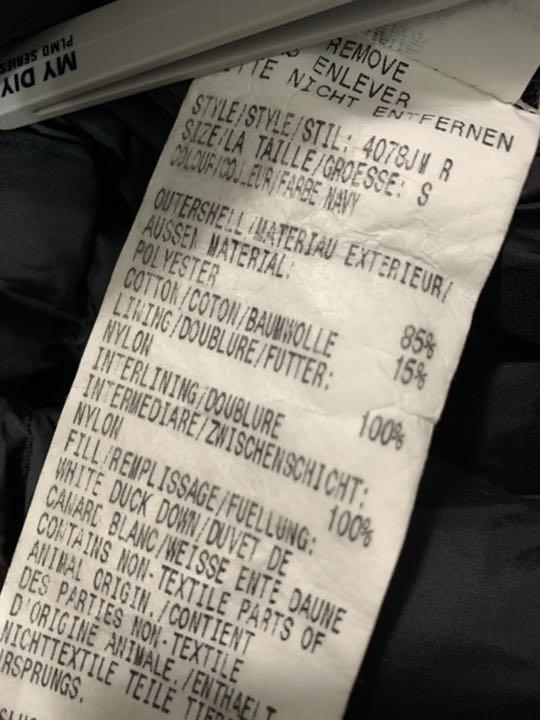 MY DIY
PLMD SERIES
REMOVE
ENLEVER
NICHT ENTFERNEN
STYLE/STYLE/STIL: 4078JM R
SIZE/LA TAILLE/GROESSE: S
COLOUR/COULEUR/FARBE NAVY
OUTERSHELL/MATERIAU EXTERIEUR/
AUSSEN MATERIAL:
POLYESTER 85%
COTTON/COTON/BAUMWOLLE 15%
LINING/DOUBLURE/FUTTER:
NYLON 100%
INTERLINING/DOUBLURE
INTERMEDIARE/ZWISCHENSCHICHT:
NYLON 100%
FILL/REMPLISSAGE/FUELLUNG:
WHITE DUCK DOWN/DUVET DE
CANARD BLANC/WEISSE ENTE DAUNE
CONTAINS NON-TEXTILE PARTS OF
ANIMAL ORIGIN./CONTIENT
DES PARTIES NON-TEXTILE
D'ORIGINE ANIMALE./ENTHAELT
NICHTTEXTILE TEILE
RSPRUNGS.